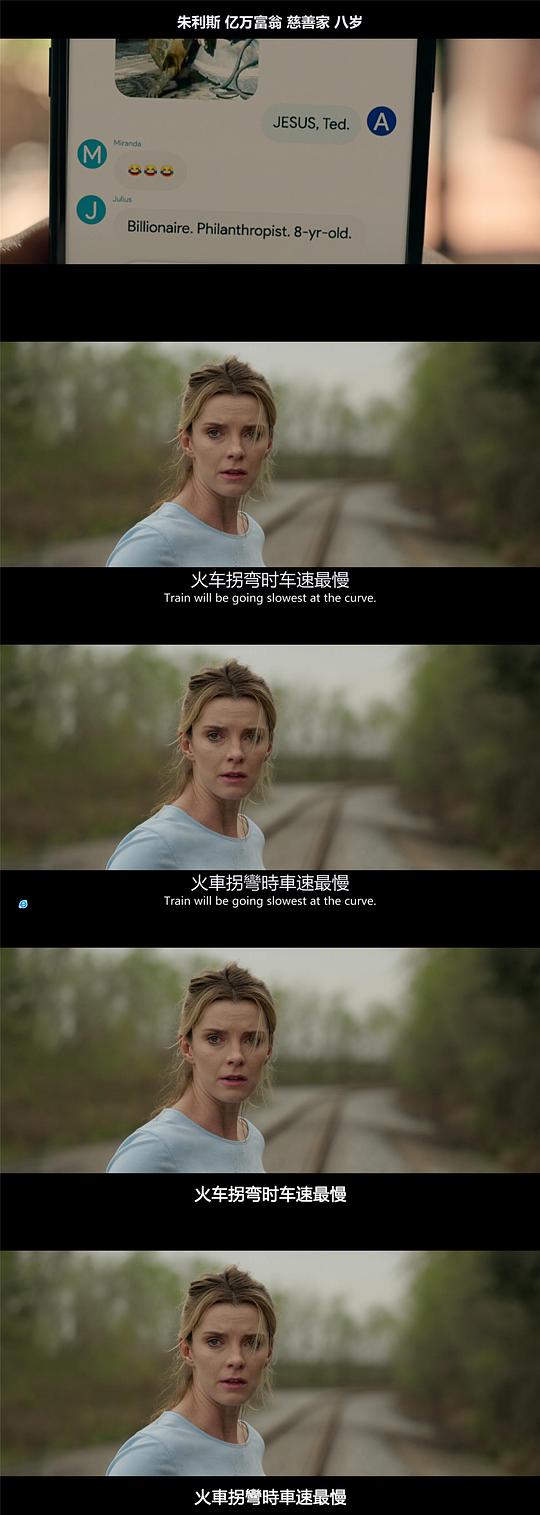 朱利斯 亿万富翁 慈善家 八岁
JESUS, Ted.
A
Miranda
M
😂😂😂
Julius
J
Billionaire. Philanthropist. 8-yr-old.
火车拐弯时车速最慢
Train will be going slowest at the curve.
火車拐彎時車速最慢
Train will be going slowest at the curve.
火车拐弯时车速最慢
火車拐彎時車速最慢